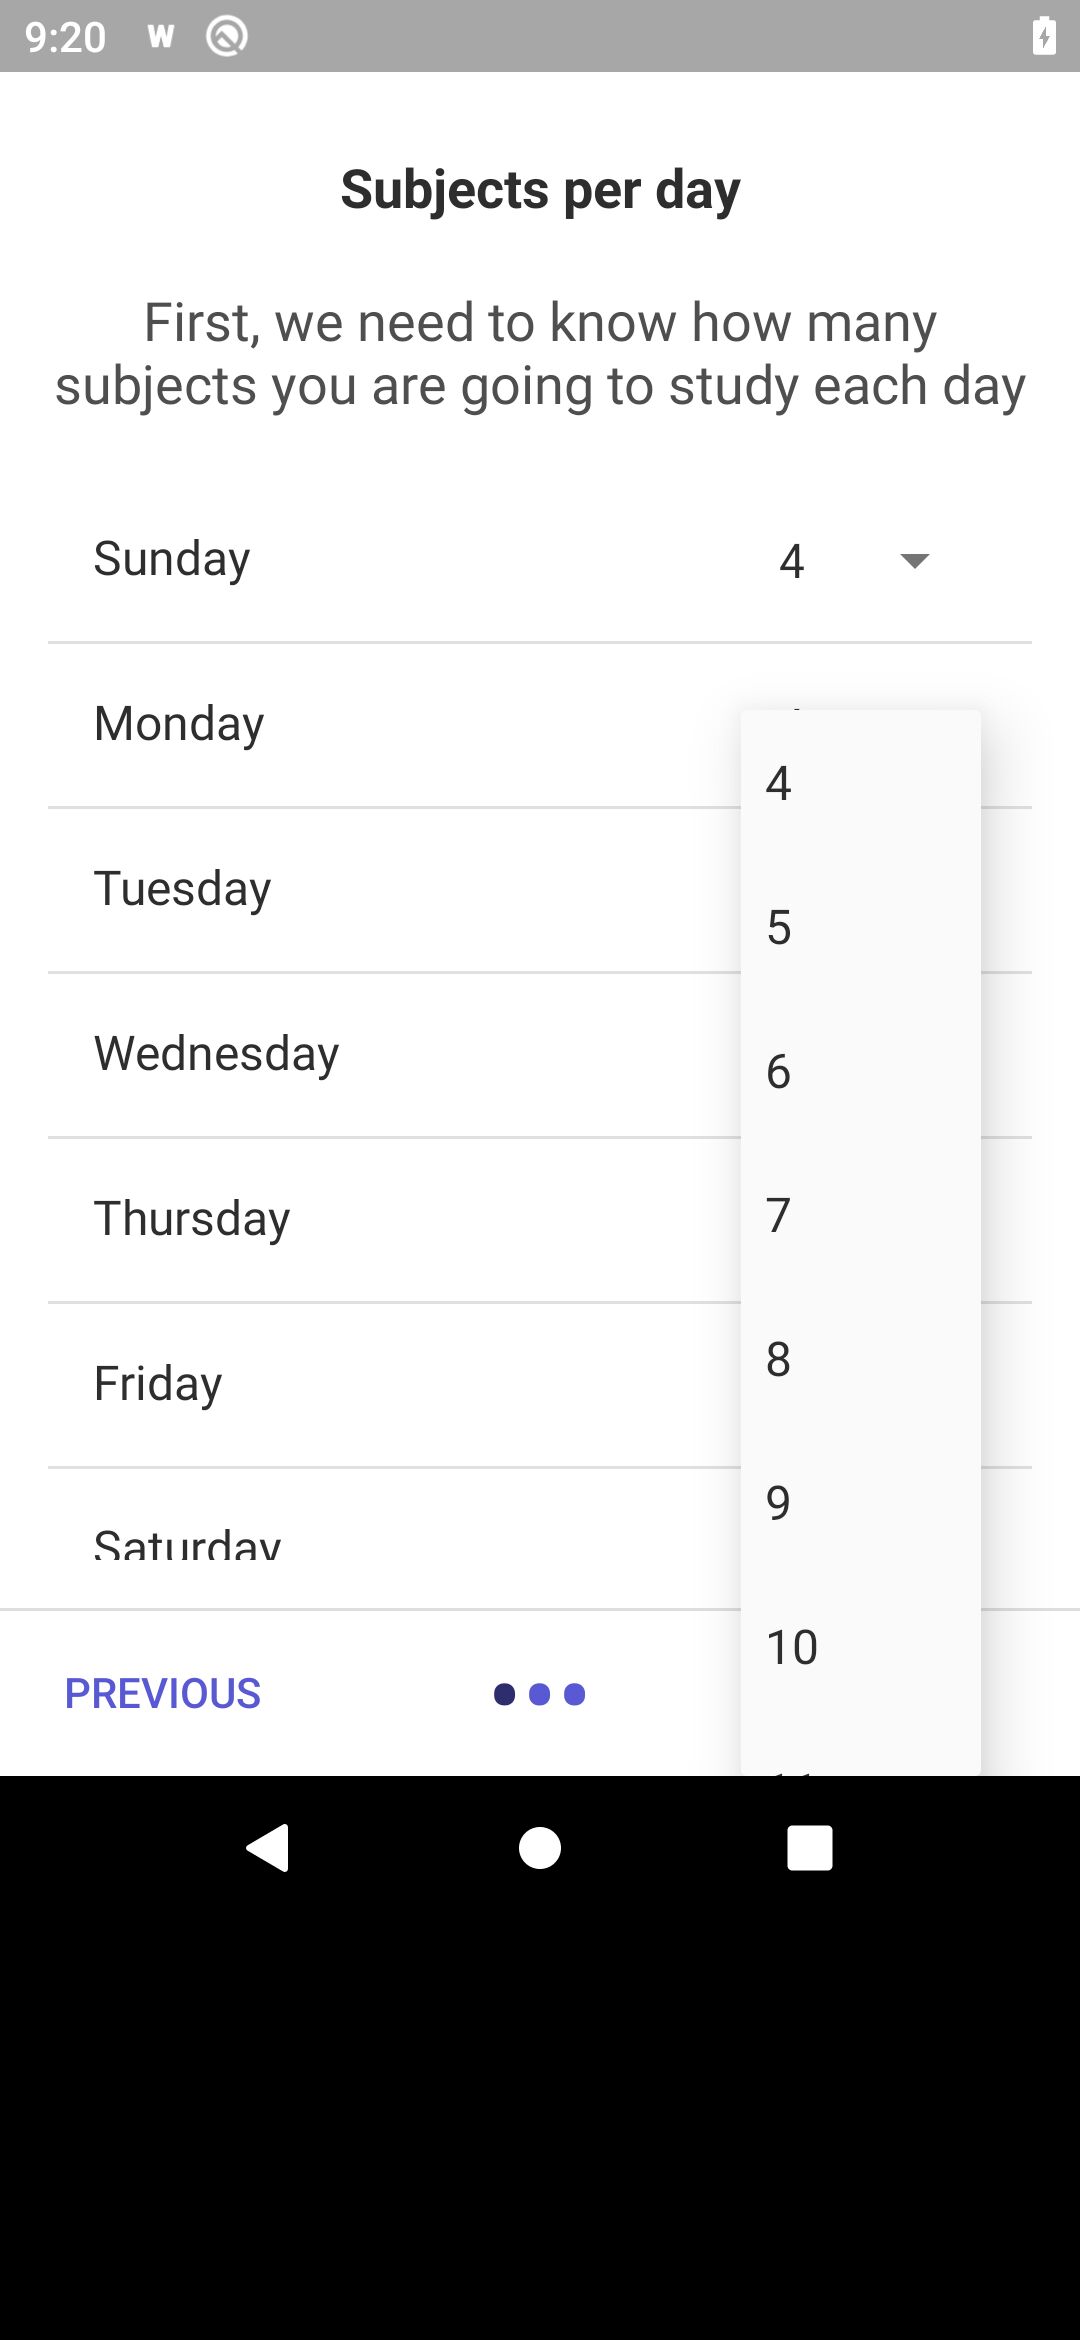 9:20 W
Subjects per day
First, we need to know how many
subjects you are going to study each day
Sunday 4
Monday
4
Tuesday
5
Wednesday
6
Thursday
7
Friday
8
9
Saturday
10
PREVIOUS